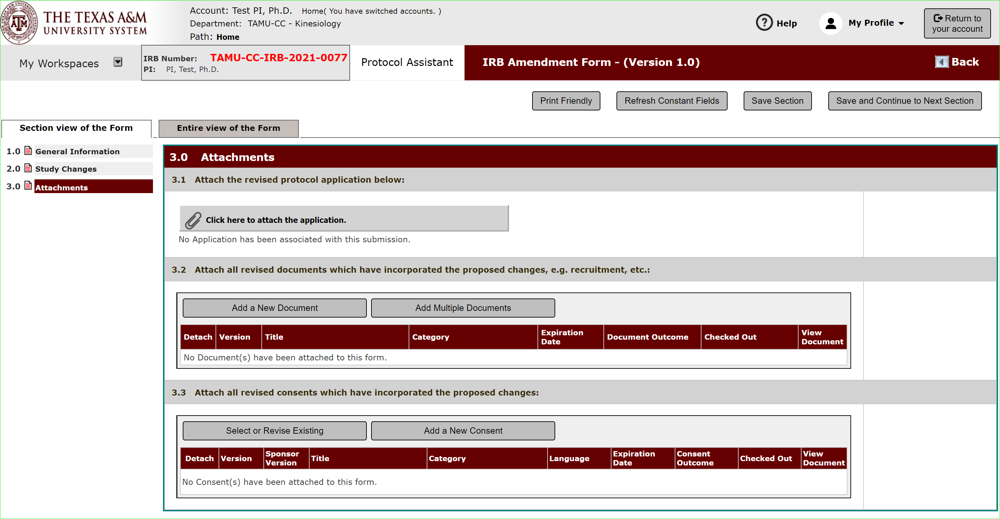 THE TEXAS A&M
UNIVERSITY SYSTEM
Account: Test PI, Ph.D. Home( You have switched accounts. )
Department: TAMU-CC - Kinesiology
Path: Home
? Help
My Profile
Return to
your account
My Workspaces
IRB Number: TAMU-CC-IRB-2021-0077
PI: PI, Test, Ph.D.
Protocol Assistant
IRB Amendment Form - (Version 1.0)
Back
Print Friendly
Refresh Constant Fields
Save Section
Save and Continue to Next Section
Section view of the Form
Entire view of the Form
1.0 General Information
2.0 Study Changes
3.0 Attachments
3.0 Attachments
3.1 Attach the revised protocol application below:
Click here to attach the application.
No Application has been associated with this submission.
3.2 Attach all revised documents which have incorporated the proposed changes, e.g. recruitment, etc.:
Add a New Document
Add Multiple Documents
Detach Version Title Category Expiration Date Document Outcome Checked Out View Document
No Document(s) have been attached to this form.
3.3 Attach all revised consents which have incorporated the proposed changes:
Select or Revise Existing
Add a New Consent
Detach Version Sponsor Version Title Category Language Expiration Date Consent Outcome Checked Out View Document
No Consent(s) have been attached to this form.